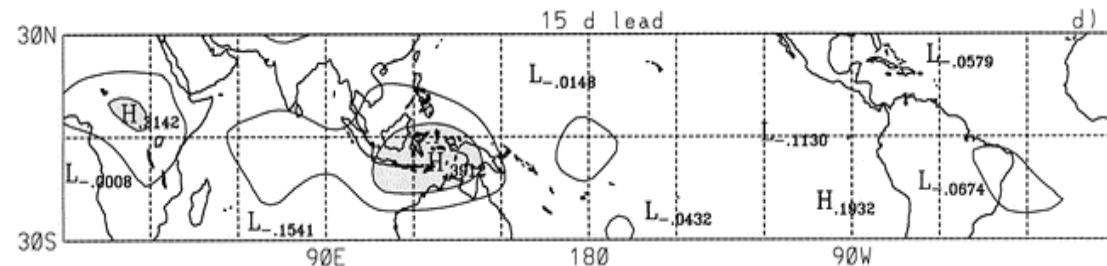 15 d lead d)
30N
L-.0579
L-.0148
H.3142
L-.1130
H.3912
L-.0008
L-.0674
H.1932
L-.0432
L-.1541
30S
90E 180 90W